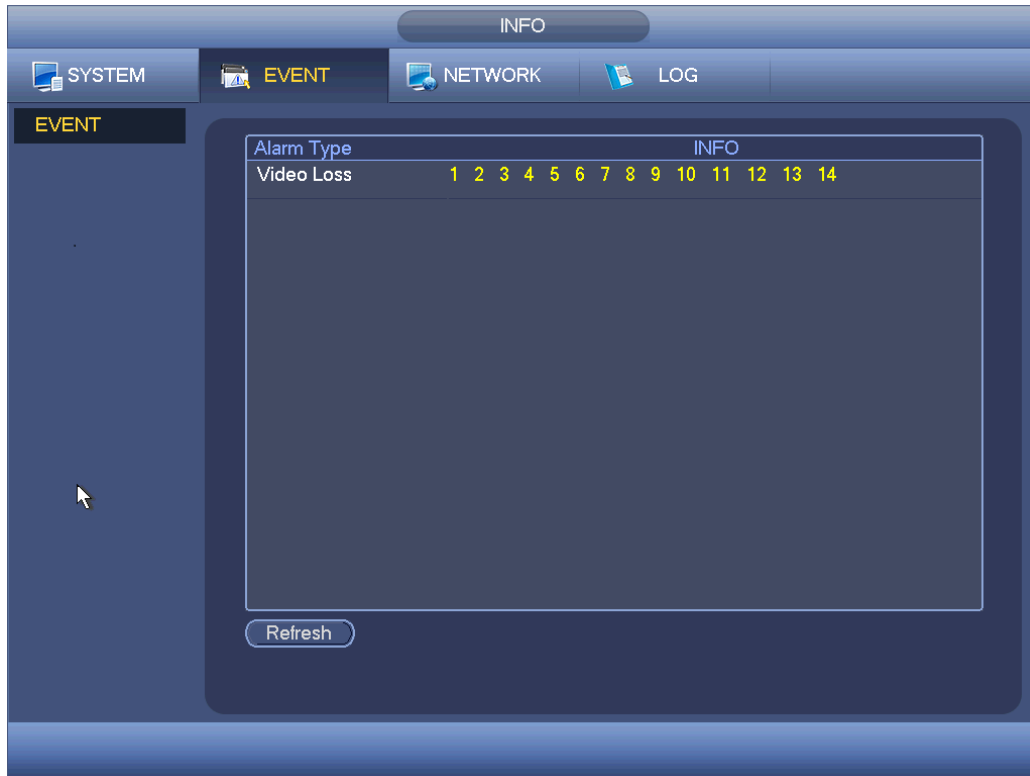 INFO
SYSTEM EVENT NETWORK LOG
EVENT
Alarm Type INFO
Video Loss 1 2 3 4 5 6 7 8 9 10 11 12 13 14
Refresh